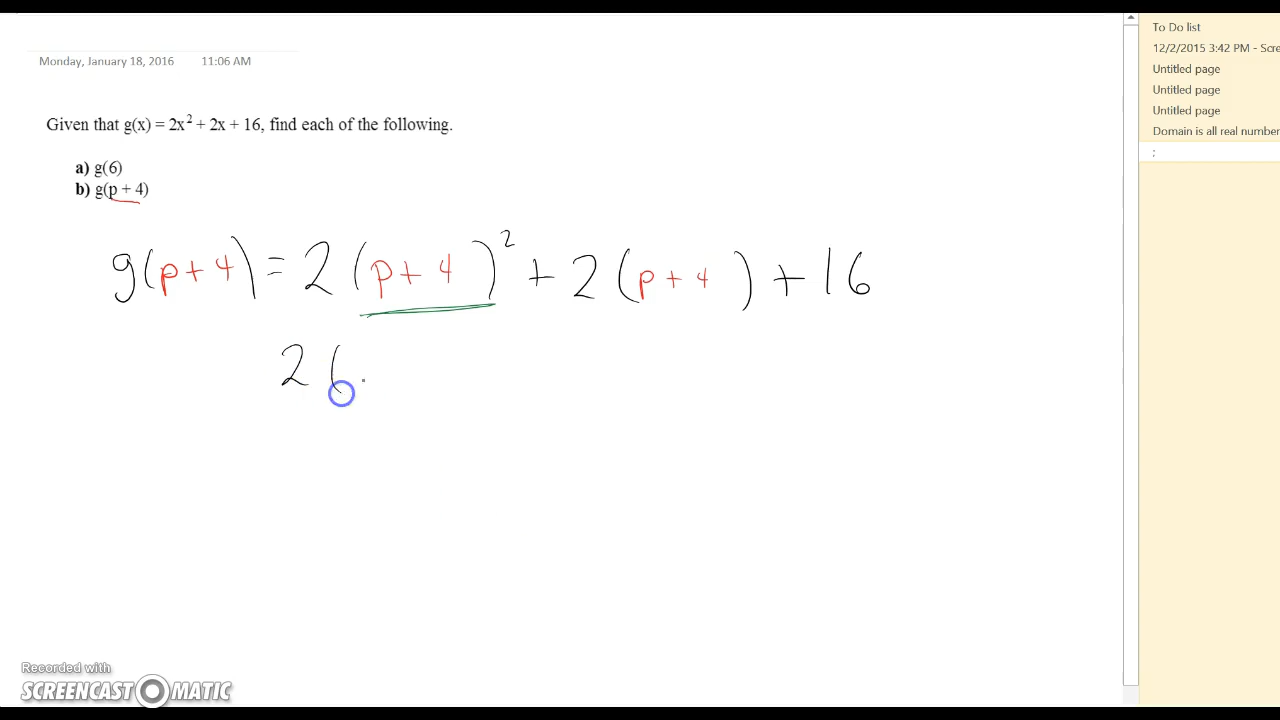 To Do list
12/2/2015 3:42 PM - Scre
Monday, January 18, 2016 11:06 AM
Untitled page
Untitled page
Untitled page
Given that g(x) = 2x² + 2x + 16, find each of the following.
Domain is all real number
:
a) g(6)
b) g(p + 4)
g(p+4) = 2(p+4)² + 2(p+4) + 16
2(
Recorded with
SCREENCAST MATIC